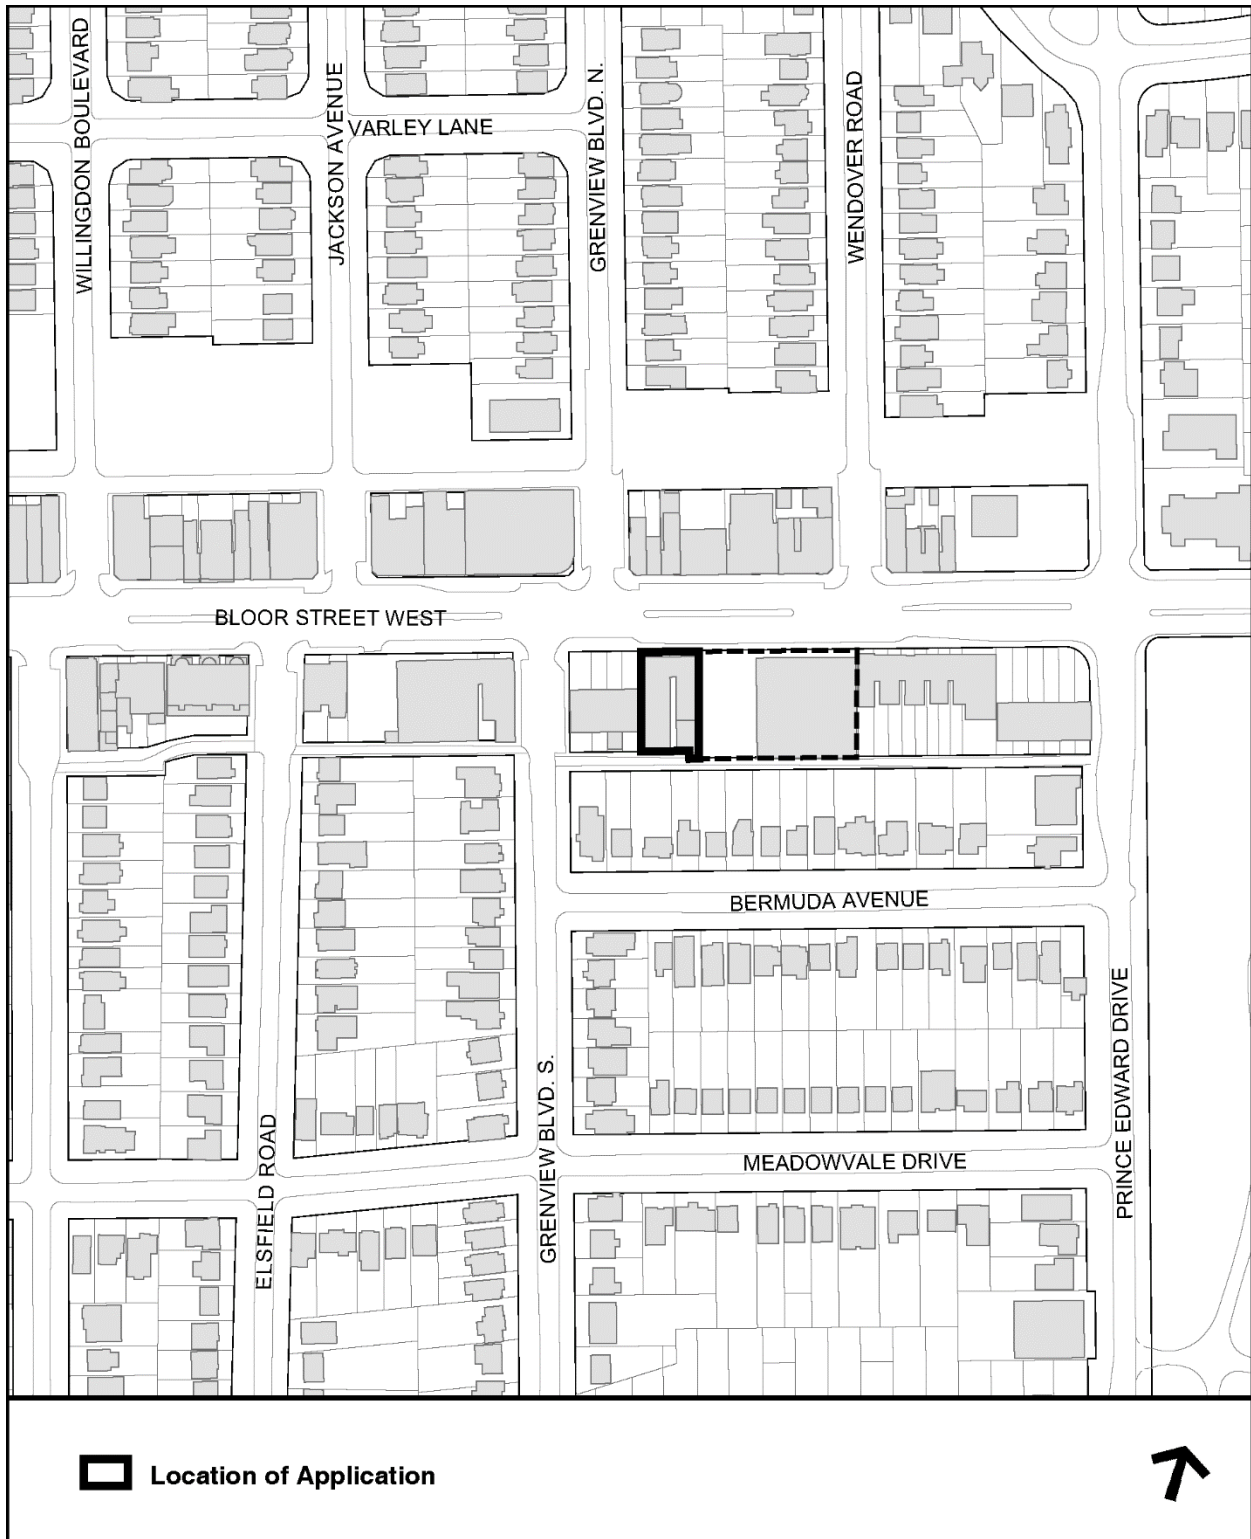 WILLINGDON BOULEVARD
JACKSON AVENUE
VARLEY LANE
GRENVIEW BLVD. N.
WENDOVER ROAD
BLOOR STREET WEST
BERMUDA AVENUE
PRINCE EDWARD DRIVE
GRENVIEW BLVD. S.
ELSFIELD ROAD
MEADOWVALE DRIVE
Location of Application